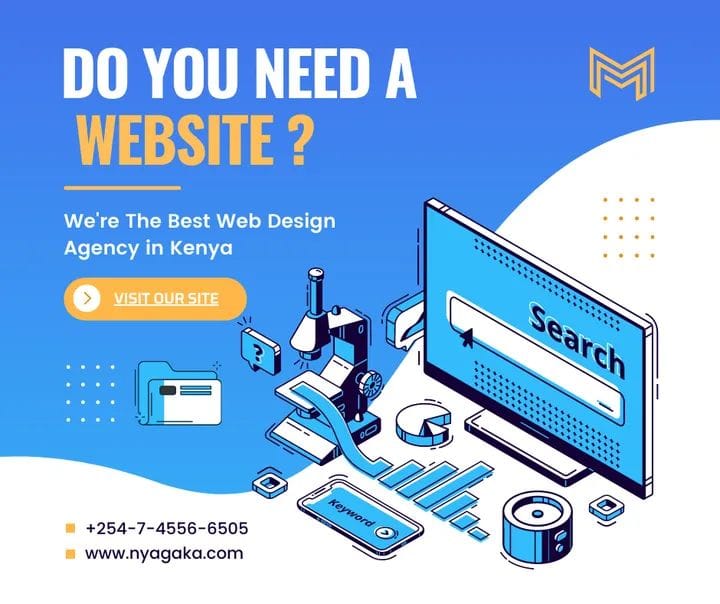 DO YOU NEED A
WEBSITE ?
We're The Best Web Design
Agency in Kenya
VISIT OUR SITE
?
Search
Keyword
+254-7-4556-6505
www.nyagaka.com